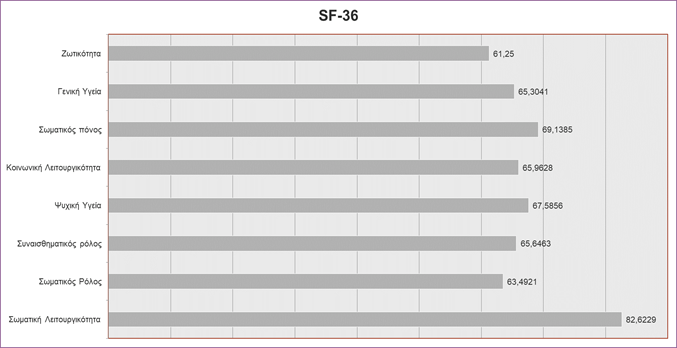 SF-36
Ζωτικότητα
61,25
Γενική Υγεία
65,3041
Σωματικός πόνος
69,1385
Κοινωνική Λειτουργικότητα
65,9628
Ψυχική Υγεία
67,5856
Συναισθηματικός ρόλος
65,6463
Σωματικός Ρόλος
63,4921
Σωματική Λειτουργικότητα
82,6229